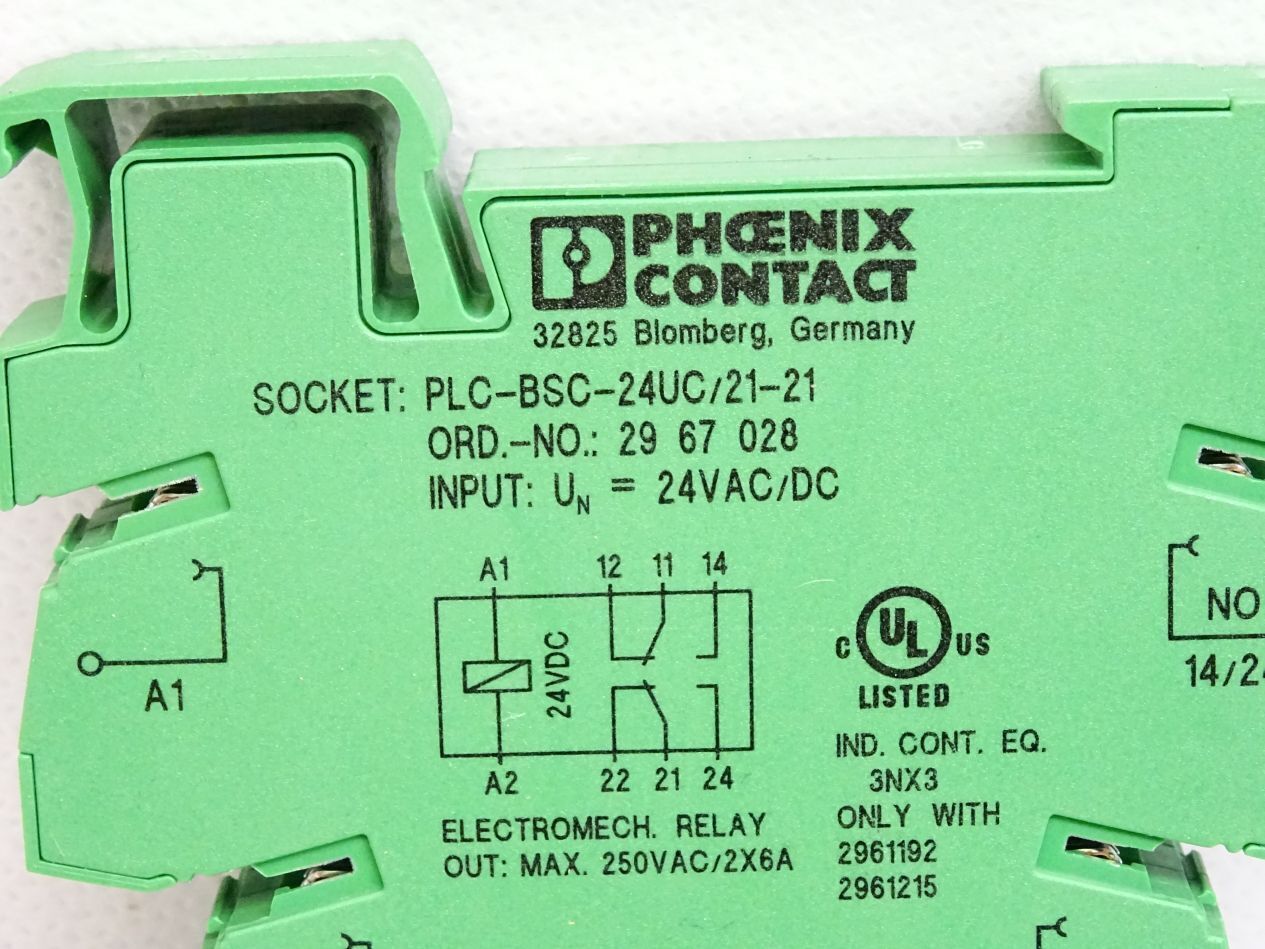 PHŒNIX
CONTACT
32825 Blomberg, Germany
SOCKET: PLC-BSC-24UC/21-21
ORD.-NO.: 29 67 028
INPUT: UN = 24VAC/DC
A1 12 11 14
24VDC
A2 22 21 24
ELECTROMECH. RELAY
OUT: MAX. 250VAC/2X6A
A1
C UL US
LISTED
IND. CONT. EQ.
3NX3
ONLY WITH
2961192
2961215
NO
14/2